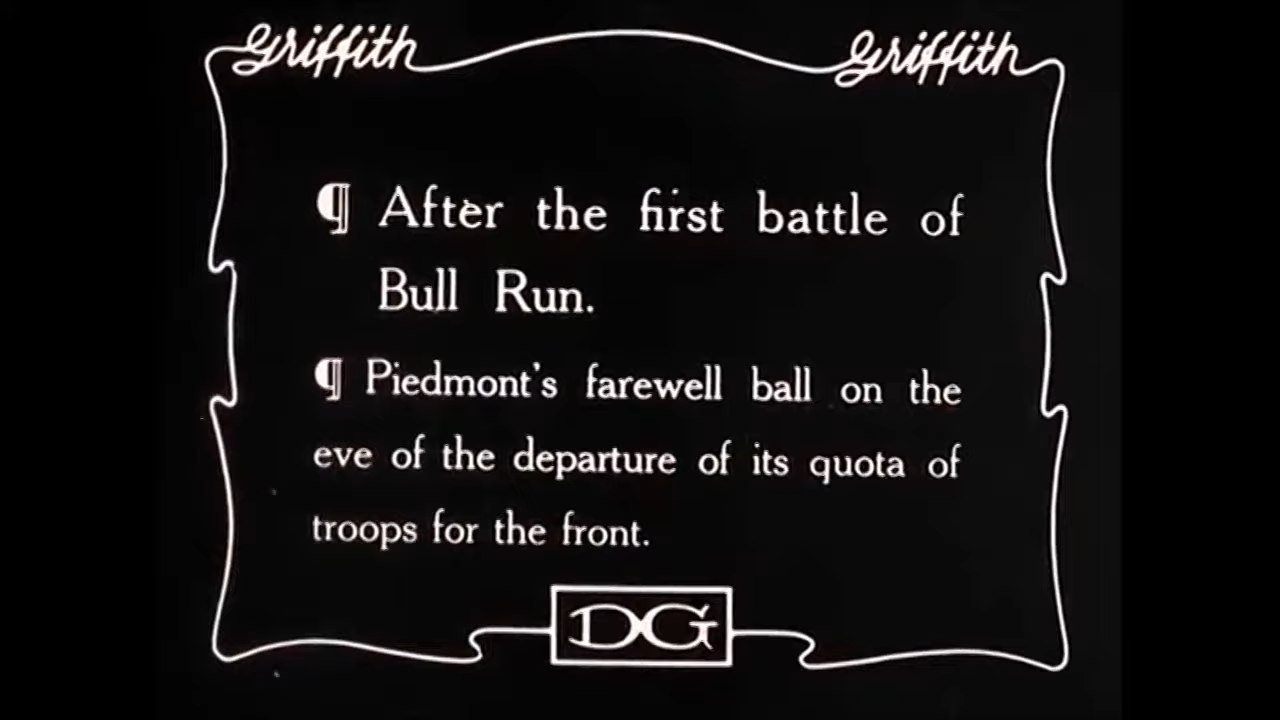 Griffith Griffith
¶ After the first battle of
Bull Run.
¶ Piedmont's farewell ball on the
eve of the departure of its quota of
troops for the front.
DG